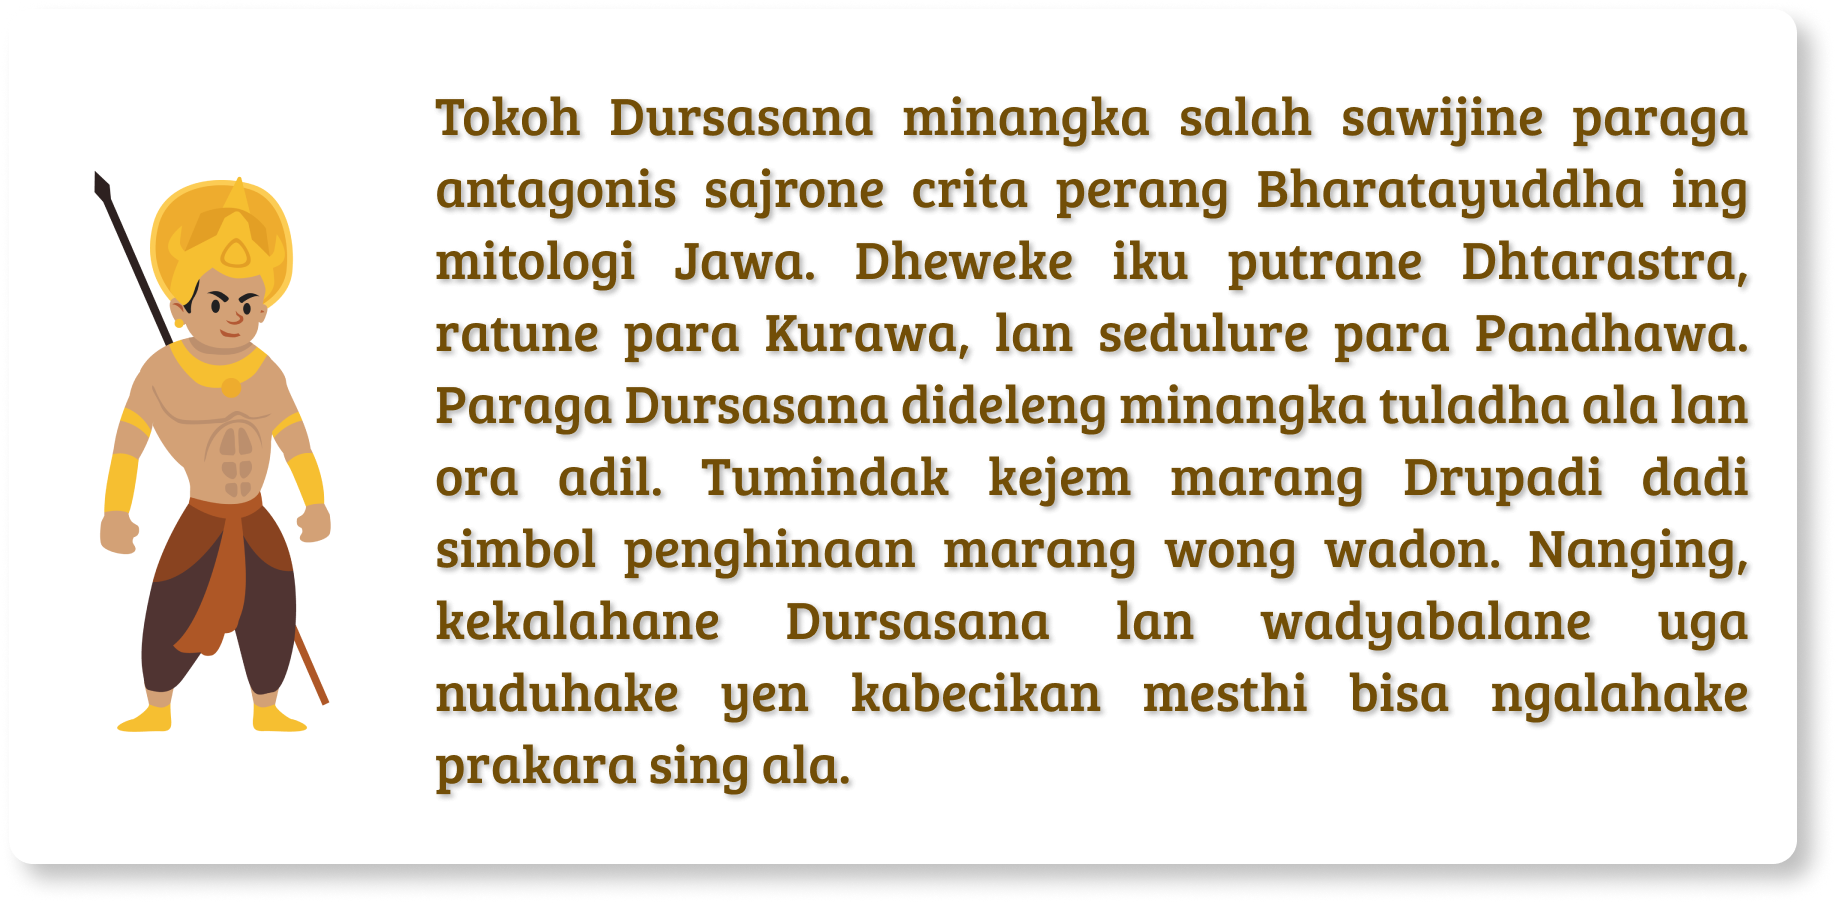 Tokoh Dursasana minangka salah sawijine paraga
antagonis sajrone crita perang Bharatayuddha ing
mitologi Jawa. Dheweke iku putrane Dhtarastra,
ratune para Kurawa, lan sedulure para Pandhawa.
Paraga Dursasana dideleng minangka tuladha ala lan
ora adil. Tumindak kejem marang Drupadi dadi
simbol penghinaan marang wong wadon. Nanging,
kekalahane Dursasana lan wadyabalane uga
nuduhake yen kabecikan mesthi bisa ngalahake
prakara sing ala.